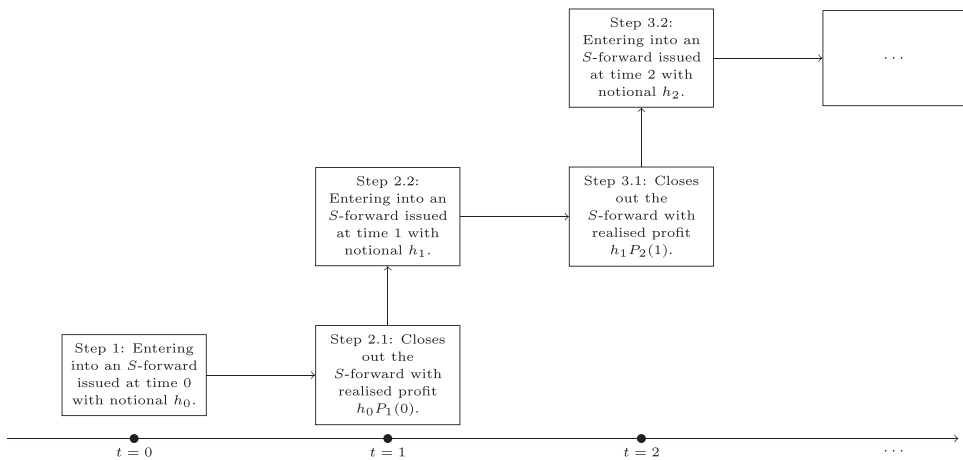 Step 1: Entering
into an S-forward
issued at time 0
with notional h₀.
Step 2.1: Closes
out the
S-forward with
realised profit
h₀P₁(0).
Step 2.2:
Entering into an
S-forward issued
at time 1 with
notional h₁.
Step 3.1: Closes
out the
S-forward with
realised profit
h₁P₂(1).
Step 3.2:
Entering into an
S-forward issued
at time 2 with
notional h₂.
...
t = 0
t = 1
t = 2
...